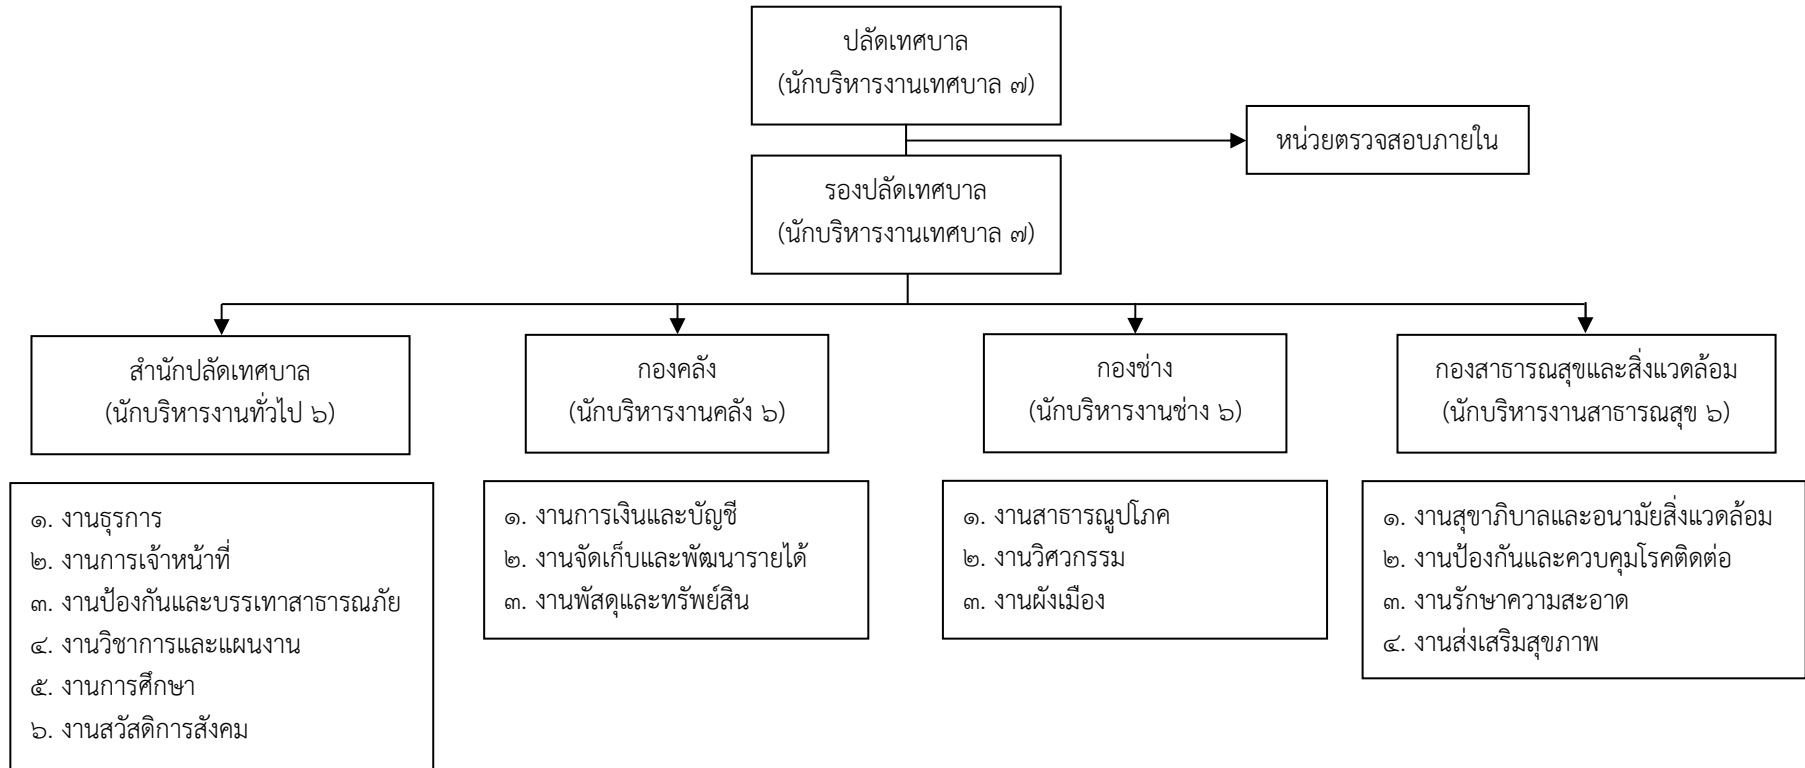 ปลัดเทศบาล
(นักบริหารงานเทศบาล ๗)
หน่วยตรวจสอบภายใน
รองปลัดเทศบาล
(นักบริหารงานเทศบาล ๗)
สำนักปลัดเทศบาล
(นักบริหารงานทั่วไป ๖)
กองคลัง
(นักบริหารงานคลัง ๖)
กองช่าง
(นักบริหารงานช่าง ๖)
กองสาธารณสุขและสิ่งแวดล้อม
(นักบริหารงานสาธารณสุข ๖)
๑. งานธุรการ
๒. งานการเจ้าหน้าที่
๓. งานป้องกันและบรรเทาสาธารณภัย
๔. งานวิชาการและแผนงาน
๕. งานการศึกษา
๖. งานสวัสดิการสังคม
๑. งานการเงินและบัญชี
๒. งานจัดเก็บและพัฒนารายได้
๓. งานพัสดุและทรัพย์สิน
๑. งานสาธารณูปโภค
๒. งานวิศวกรรม
๓. งานผังเมือง
๑. งานสุขาภิบาลและอนามัยสิ่งแวดล้อม
๒. งานป้องกันและควบคุมโรคติดต่อ
๓. งานรักษาความสะอาด
๔. งานส่งเสริมสุขภาพ